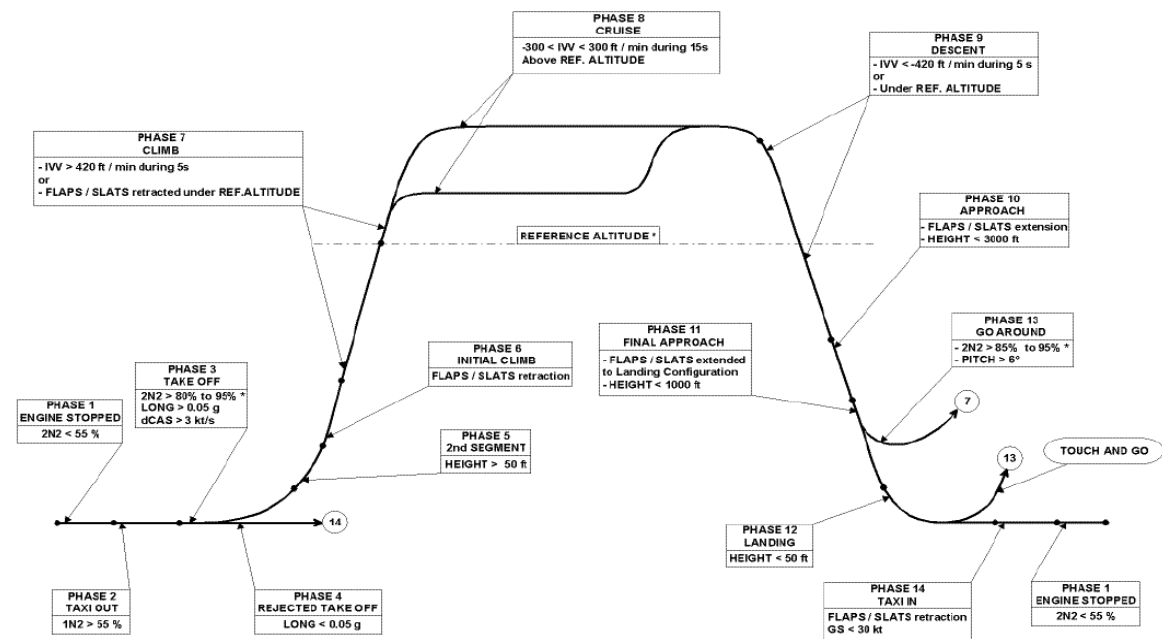 PHASE 8
CRUISE
-300 < IVV < 300 ft / min during 15s
Above REF. ALTITUDE
PHASE 9
DESCENT
- IVV < -420 ft / min during 5 s
or
- Under REF. ALTITUDE
PHASE 7
CLIMB
- IVV > 420 ft / min during 5s
or
- FLAPS / SLATS retracted under REF.ALTITUDE
PHASE 10
APPROACH
- FLAPS / SLATS extension
- HEIGHT < 3000 ft
REFERENCE ALTITUDE *
PHASE 13
GO AROUND
- 2N2 > 85% to 95% *
- PITCH > 6°
PHASE 11
FINAL APPROACH
- FLAPS / SLATS extended
to Landing Configuration
- HEIGHT < 1000 ft
PHASE 6
INITIAL CLIMB
FLAPS / SLATS retraction
PHASE 3
TAKE OFF
2N2 > 80% to 95% *
LONG > 0.05 g
dCAS > 3 kt/s
PHASE 1
ENGINE STOPPED
2N2 < 55 %
7
PHASE 5
2nd SEGMENT
HEIGHT > 50 ft
13
TOUCH AND GO
14
PHASE 12
LANDING
HEIGHT < 50 ft
PHASE 2
TAXI OUT
1N2 > 55 %
PHASE 4
REJECTED TAKE OFF
LONG < 0.05 g
PHASE 14
TAXI IN
FLAPS / SLATS retraction
GS < 30 kt
PHASE 1
ENGINE STOPPED
2N2 < 55 %